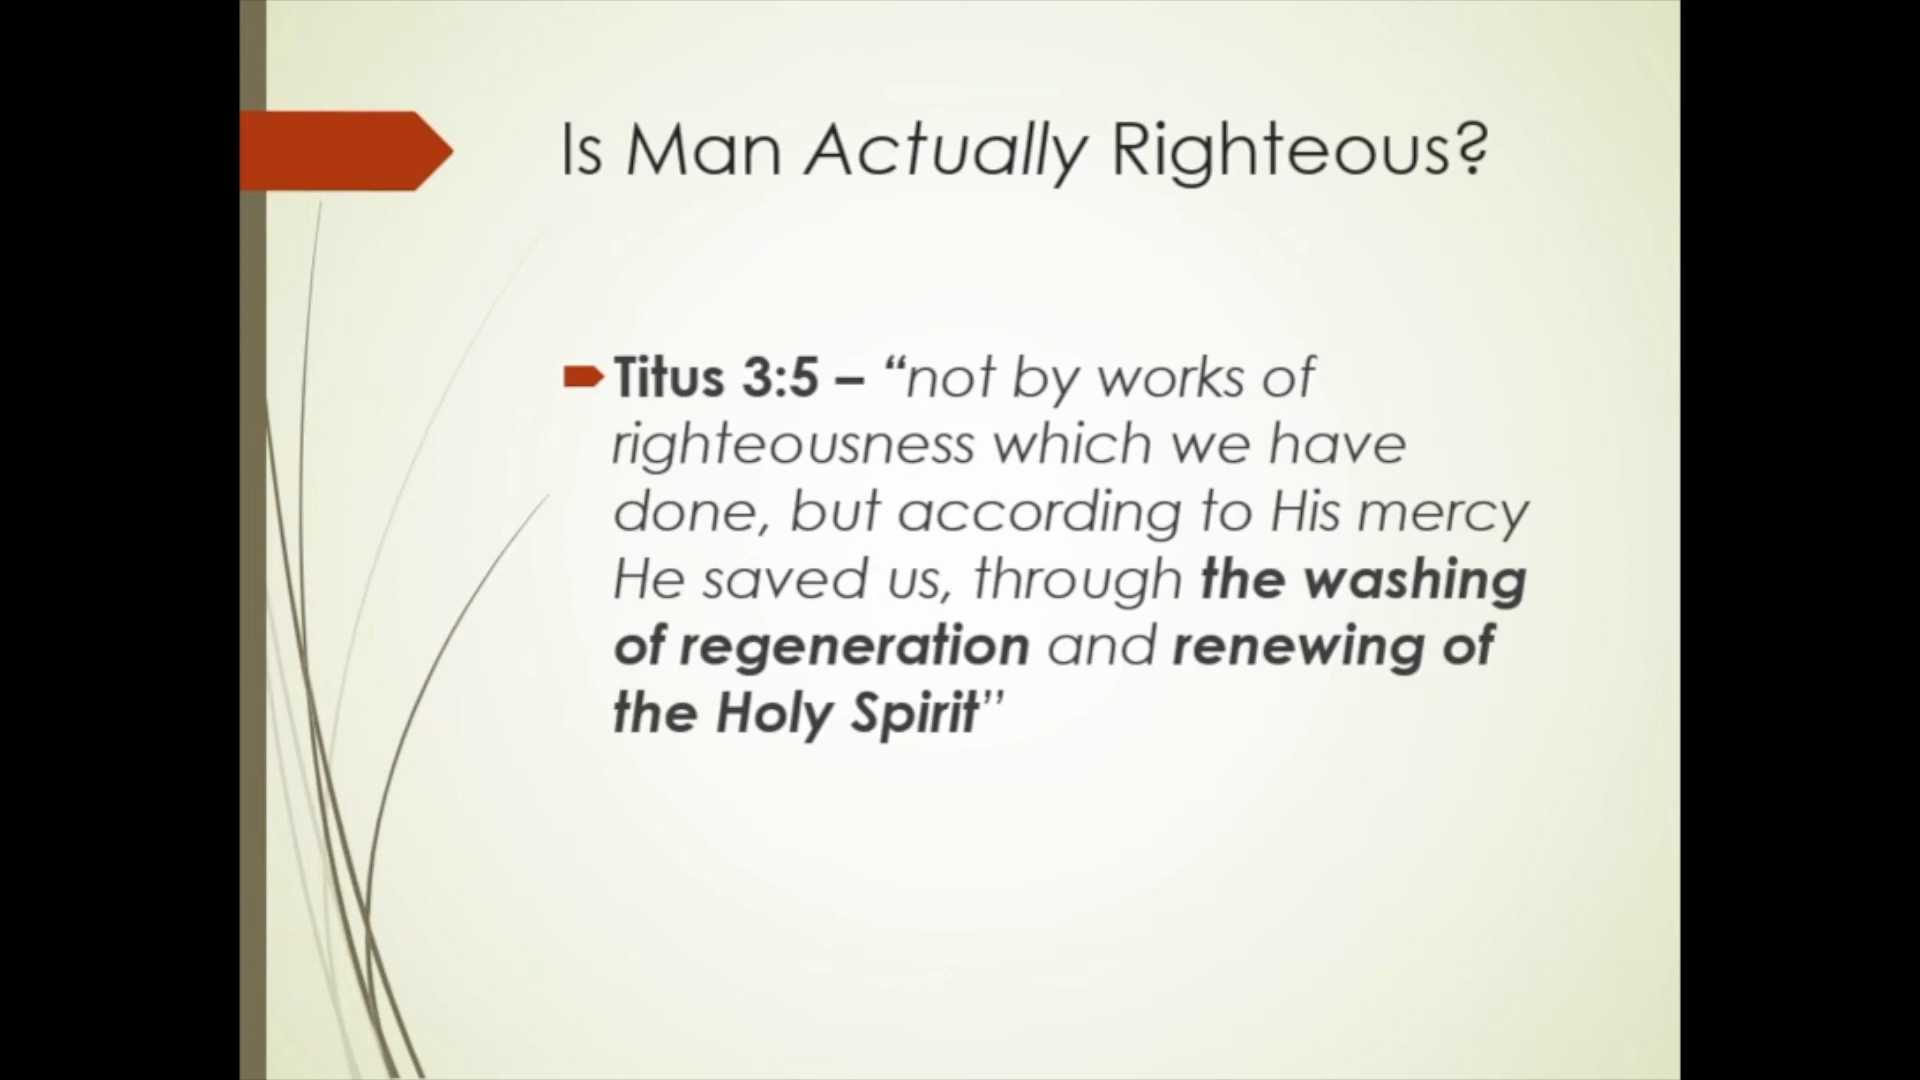 Is Man Actually Righteous?
Titus 3:5 – “not by works of
righteousness which we have
done, but according to His mercy
He saved us, through the washing
of regeneration and renewing of
the Holy Spirit”